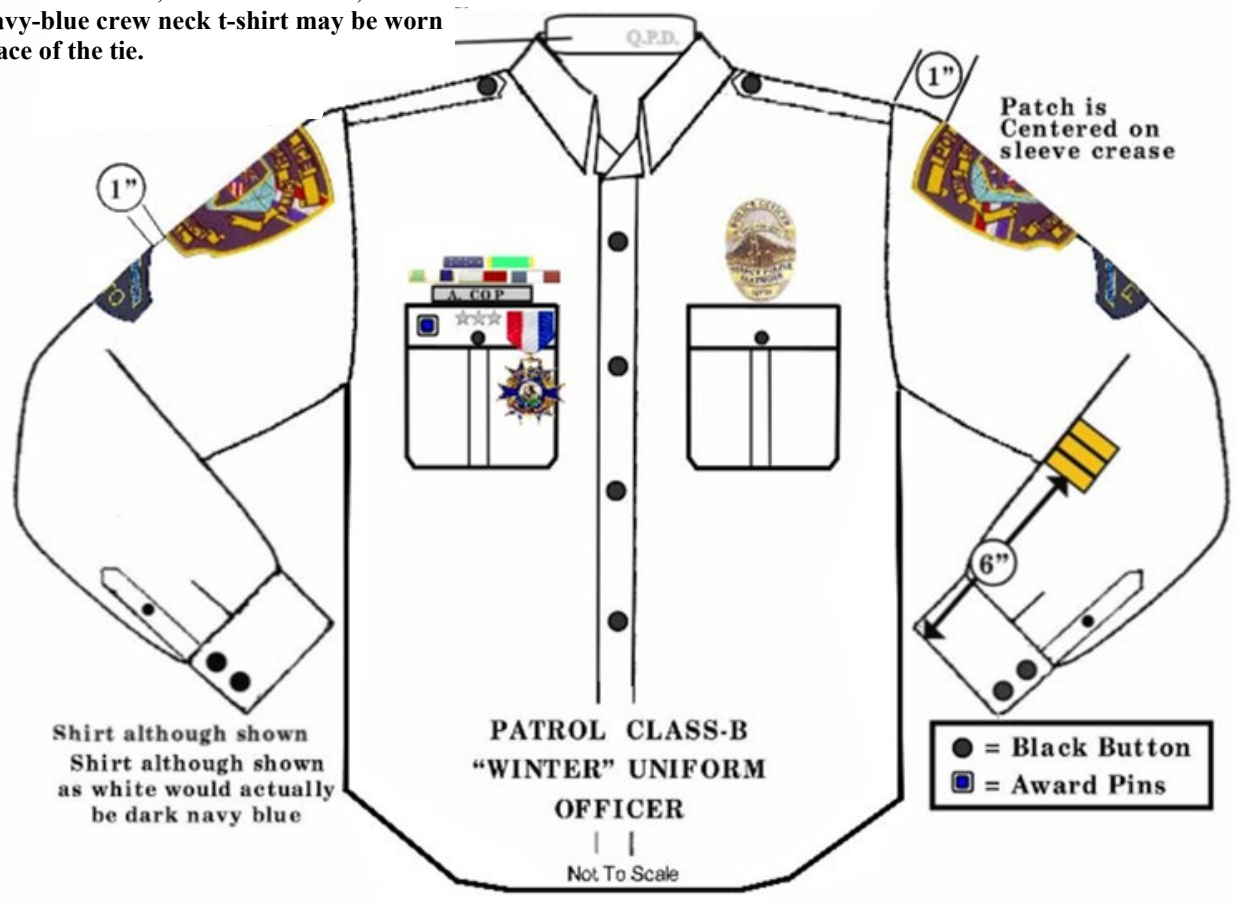 avy-blue crew neck t-shirt may be worn
ace of the tie.
Q.P.D.
1”
Patch is
Centered on
sleeve crease
1”
A. COP
6”
Shirt although shown
Shirt although shown
as white would actually
be dark navy blue
PATROL CLASS-B
“WINTER” UNIFORM
OFFICER
Not To Scale
= Black Button
= Award Pins